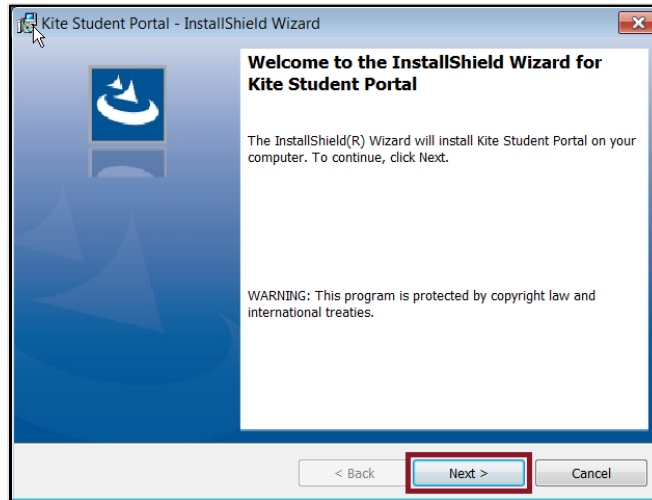 Kite Student Portal - InstallShield Wizard
Welcome to the InstallShield Wizard for
Kite Student Portal
The InstallShield(R) Wizard will install Kite Student Portal on your
computer. To continue, click Next.
WARNING: This program is protected by copyright law and
international treaties.
< Back
Next >
Cancel